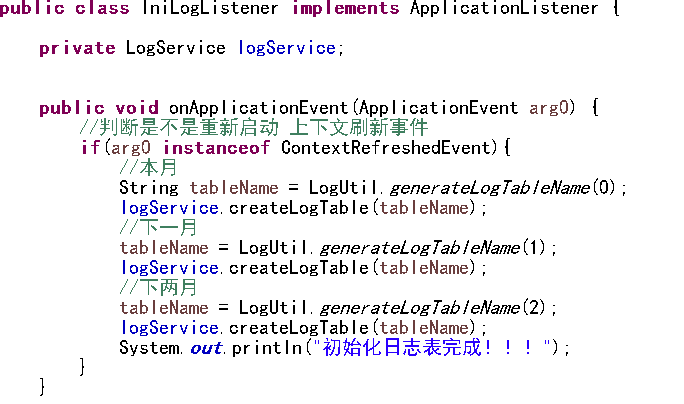 public class IniLogListener implements ApplicationListener {
private LogService logService;
public void onApplicationEvent(ApplicationEvent arg0) {
//判断是不是重新启动 上下文刷新事件
if(arg0 instanceof ContextRefreshedEvent){
//本月
String tableName = LogUtil.generateLogTableName(0);
logService.createLogTable(tableName);
//下一月
tableName = LogUtil.generateLogTableName(1);
logService.createLogTable(tableName);
//下两月
tableName = LogUtil.generateLogTableName(2);
logService.createLogTable(tableName);
System.out.println("初始化日志表完成！！！");
}
}